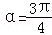 α = 3π/4